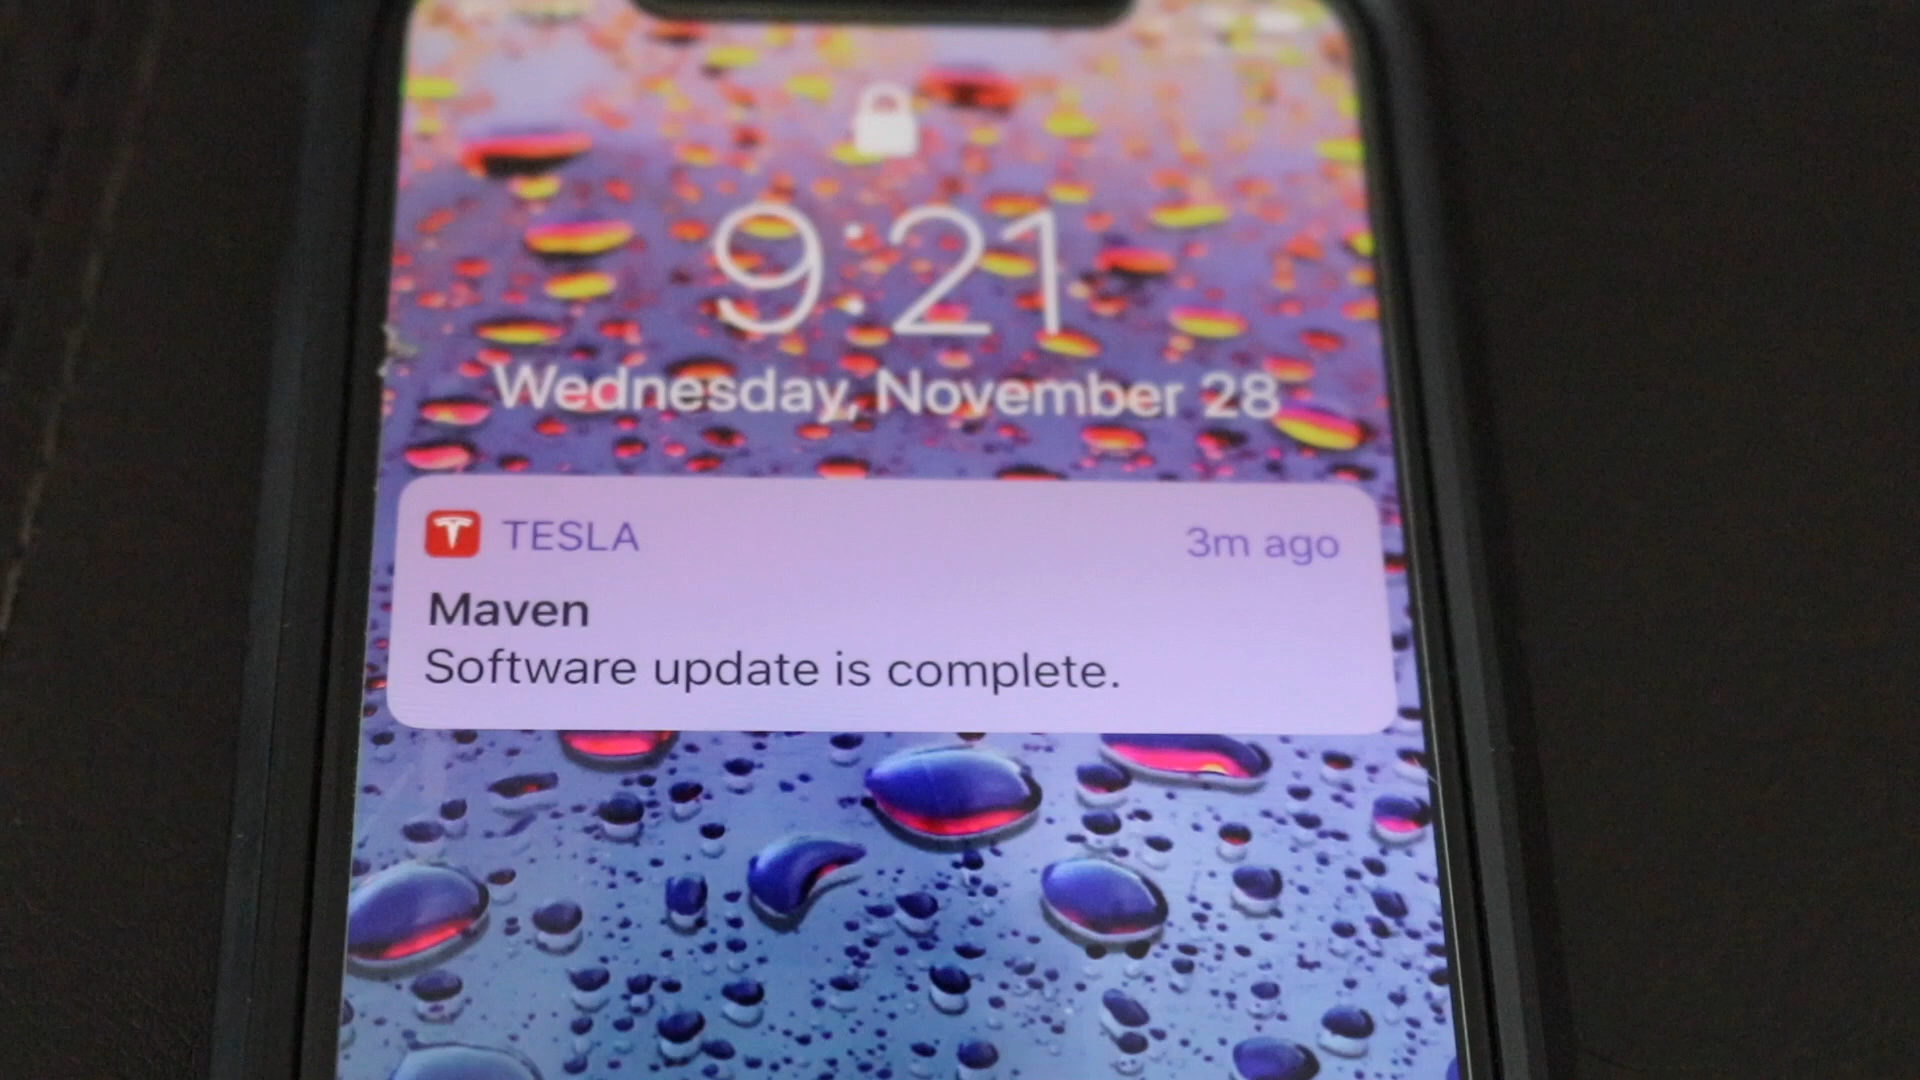 9:21
Wednesday, November 28
TESLA 3m ago
Maven
Software update is complete.